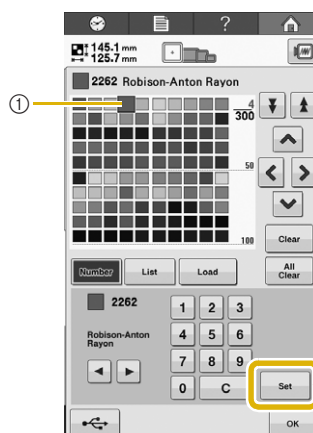 ?
145.1 mm
125.7 mm
2262 Robison-Anton Rayon
①
4
300
50
100
Clear
Number List Load All Clear
2262
Robison-Anton
Rayon
1 2 3
4 5 6
7 8 9
0 C
Set
OK